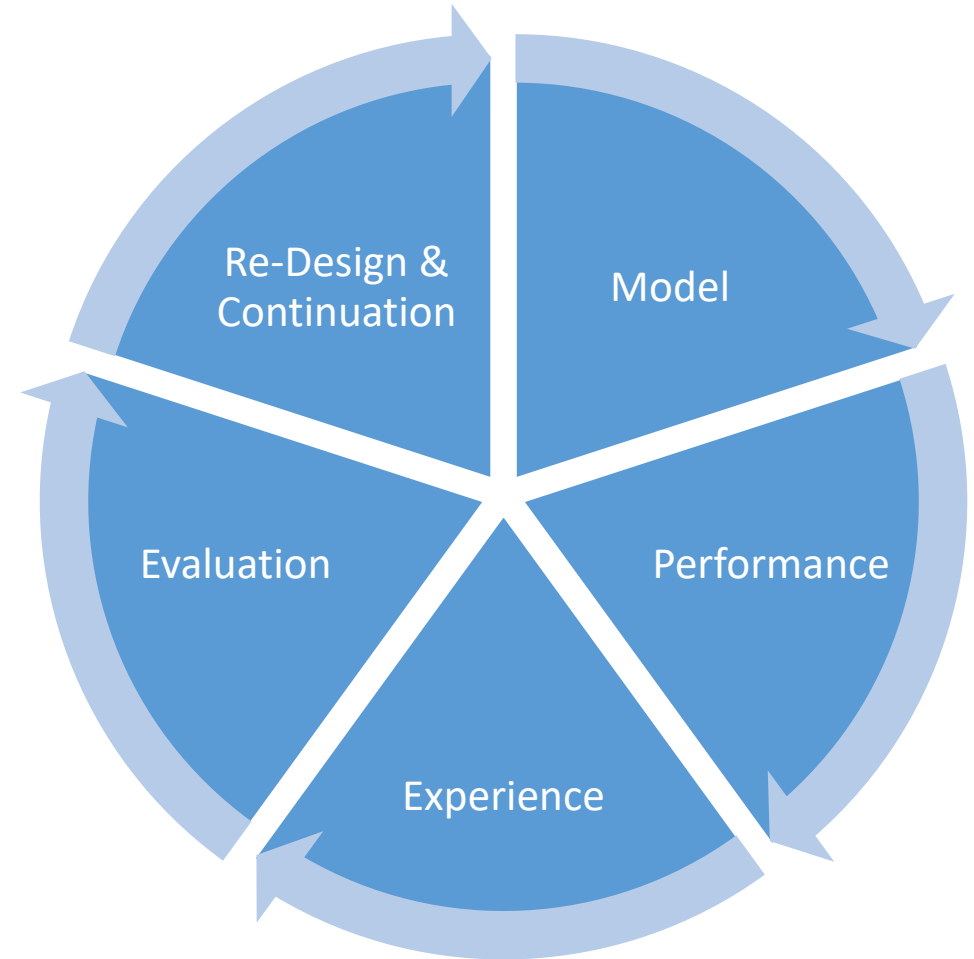 Re-Design &
Continuation
Model
Performance
Experience
Evaluation